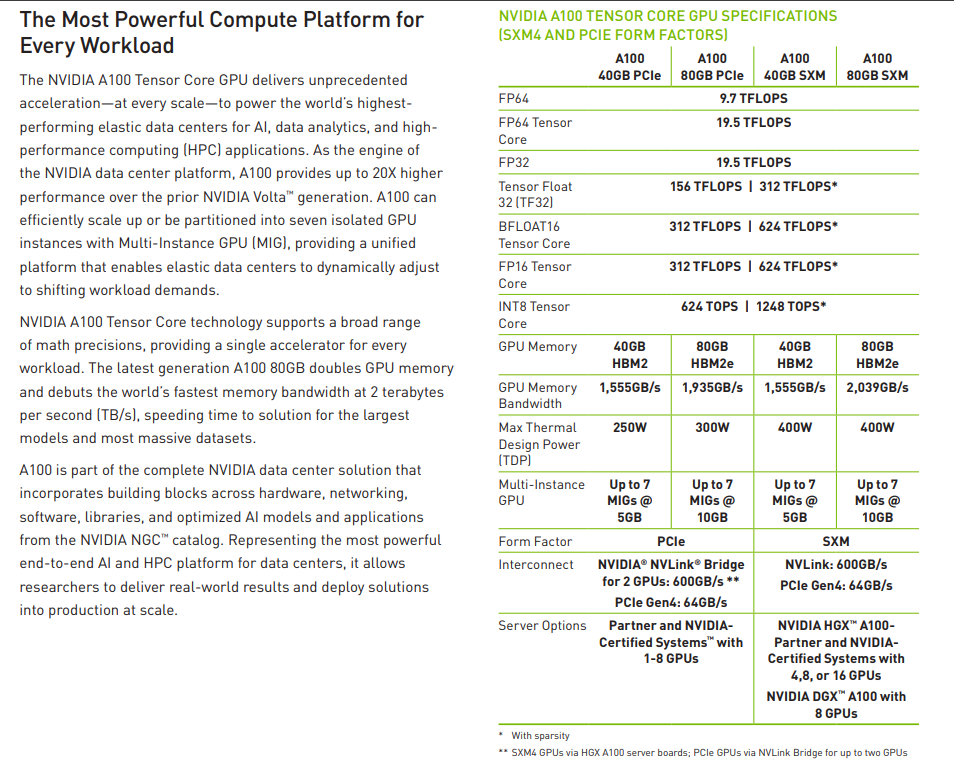 The Most Powerful Compute Platform for
Every Workload
The NVIDIA A100 Tensor Core GPU delivers unprecedented
acceleration—at every scale—to power the world's highest-
performing elastic data centers for AI, data analytics, and high-
performance computing (HPC) applications. As the engine of
the NVIDIA data center platform, A100 provides up to 20X higher
performance over the prior NVIDIA Volta™ generation. A100 can
efficiently scale up or be partitioned into seven isolated GPU
instances with Multi-Instance GPU (MIG), providing a unified
platform that enables elastic data centers to dynamically adjust
to shifting workload demands.
NVIDIA A100 Tensor Core technology supports a broad range
of math precisions, providing a single accelerator for every
workload. The latest generation A100 80GB doubles GPU memory
and debuts the world's fastest memory bandwidth at 2 terabytes
per second (TB/s), speeding time to solution for the largest
models and most massive datasets.
A100 is part of the complete NVIDIA data center solution that
incorporates building blocks across hardware, networking,
software, libraries, and optimized AI models and applications
from the NVIDIA NGC™ catalog. Representing the most powerful
end-to-end AI and HPC platform for data centers, it allows
researchers to deliver real-world results and deploy solutions
into production at scale.
NVIDIA A100 TENSOR CORE GPU SPECIFICATIONS
(SXM4 AND PCIE FORM FACTORS)
A100 A100 A100 A100
40GB PCIe 80GB PCIe 40GB SXM 80GB SXM
FP64 9.7 TFLOPS
FP64 Tensor 19.5 TFLOPS
Core
FP32 19.5 TFLOPS
Tensor Float 156 TFLOPS | 312 TFLOPS*
32 (TF32)
BFLOAT16 312 TFLOPS | 624 TFLOPS*
Tensor Core
FP16 Tensor 312 TFLOPS | 624 TFLOPS*
Core
INT8 Tensor 624 TOPS | 1248 TOPS*
Core
GPU Memory 40GB 80GB 40GB 80GB
HBM2 HBM2e HBM2 HBM2e
GPU Memory 1,555GB/s 1,935GB/s 1,555GB/s 2,039GB/s
Bandwidth
Max Thermal 250W 300W 400W 400W
Design Power
(TDP)
Multi-Instance Up to 7 Up to 7 Up to 7 Up to 7
GPU MIGs @ MIGs @ MIGs @ MIGs @
5GB 10GB 5GB 10GB
Form Factor PCIe SXM
Interconnect NVIDIA® NVLink® Bridge NVLink: 600GB/s
for 2 GPUs: 600GB/s ** PCIe Gen4: 64GB/s
PCIe Gen4: 64GB/s
Server Options Partner and NVIDIA- NVIDIA HGX™ A100-
Certified Systems™ with Partner and NVIDIA-
1-8 GPUs Certified Systems with
4,8, or 16 GPUs
NVIDIA DGX™ A100 with
8 GPUs
* With sparsity
** SXM4 GPUs via HGX A100 server boards; PCIe GPUs via NVLink Bridge for up to two GPUs